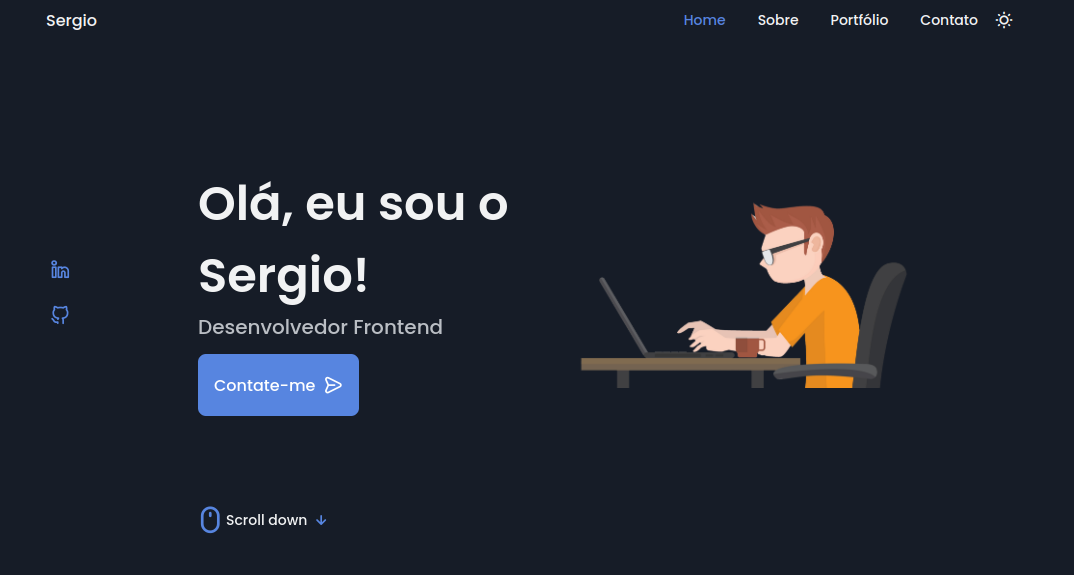 Sergio
Home Sobre Portfólio Contato
Olá, eu sou o
Sergio!
Desenvolvedor Frontend
Contate-me
Scroll down